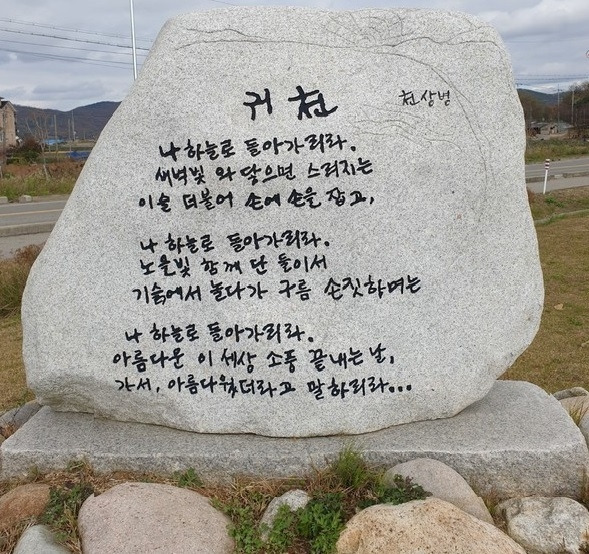 귀천
천상병
나 하늘로 돌아가리라.
새벽빛 와 닿으면 스러지는
이슬 더불어 손에 손을 잡고,
나 하늘로 돌아가리라.
노을빛 함께 단 둘이서
기슭에서 놀다가 구름 손짓하며는
나 하늘로 돌아가리라.
아름다운 이 세상 소풍 끝내는 날,
가서, 아름다웠더라고 말하리라...